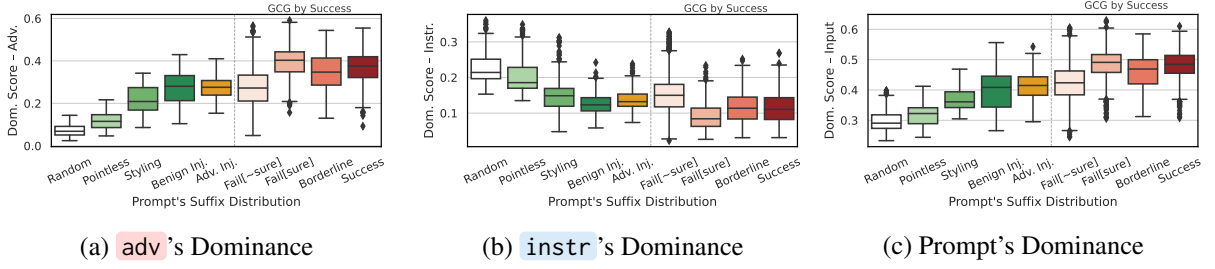 GCG by Success
Dom. Score – Adv.
0.6
0.4
0.2
0.0
Random
Pointless
Styling
Benign Inj.
Adv. Inj.
Fail[~sure]
Fail[sure]
Borderline
Success
Prompt's Suffix Distribution
(a) adv's Dominance
GCG by Success
Dom. Score – Instr.
0.3
0.2
0.1
Random
Pointless
Styling
Benign Inj.
Adv. Inj.
Fail[~sure]
Fail[sure]
Borderline
Success
Prompt's Suffix Distribution
(b) instr's Dominance
GCG by Success
Dom. Score – Input
0.6
0.5
0.4
0.3
Random
Pointless
Styling
Benign Inj.
Adv. Inj.
Fail[~sure]
Fail[sure]
Borderline
Success
Prompt's Suffix Distribution
(c) Prompt's Dominance